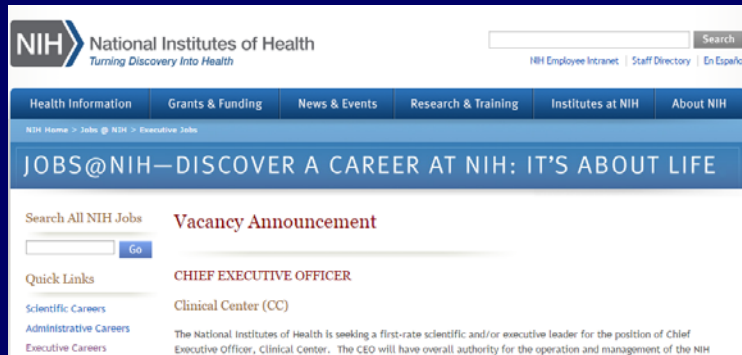 NIH National Institutes of Health
Turning Discovery Into Health
Search
NIH Employee Intranet | Staff Directory | En Español
Health Information Grants & Funding News & Events Research & Training Institutes at NIH About NIH
NIH Home > Jobs @ NIH > Executive Jobs
JOBS@NIH—DISCOVER A CAREER AT NIH: IT'S ABOUT LIFE
Search All NIH Jobs
Go
Quick Links
Scientific Careers
Administrative Careers
Executive Careers
Vacancy Announcement
CHIEF EXECUTIVE OFFICER
Clinical Center (CC)
The National Institutes of Health is seeking a first-rate scientific and/or executive leader for the position of Chief
Executive Officer, Clinical Center. The CEO will have overall authority for the operation and management of the NIH